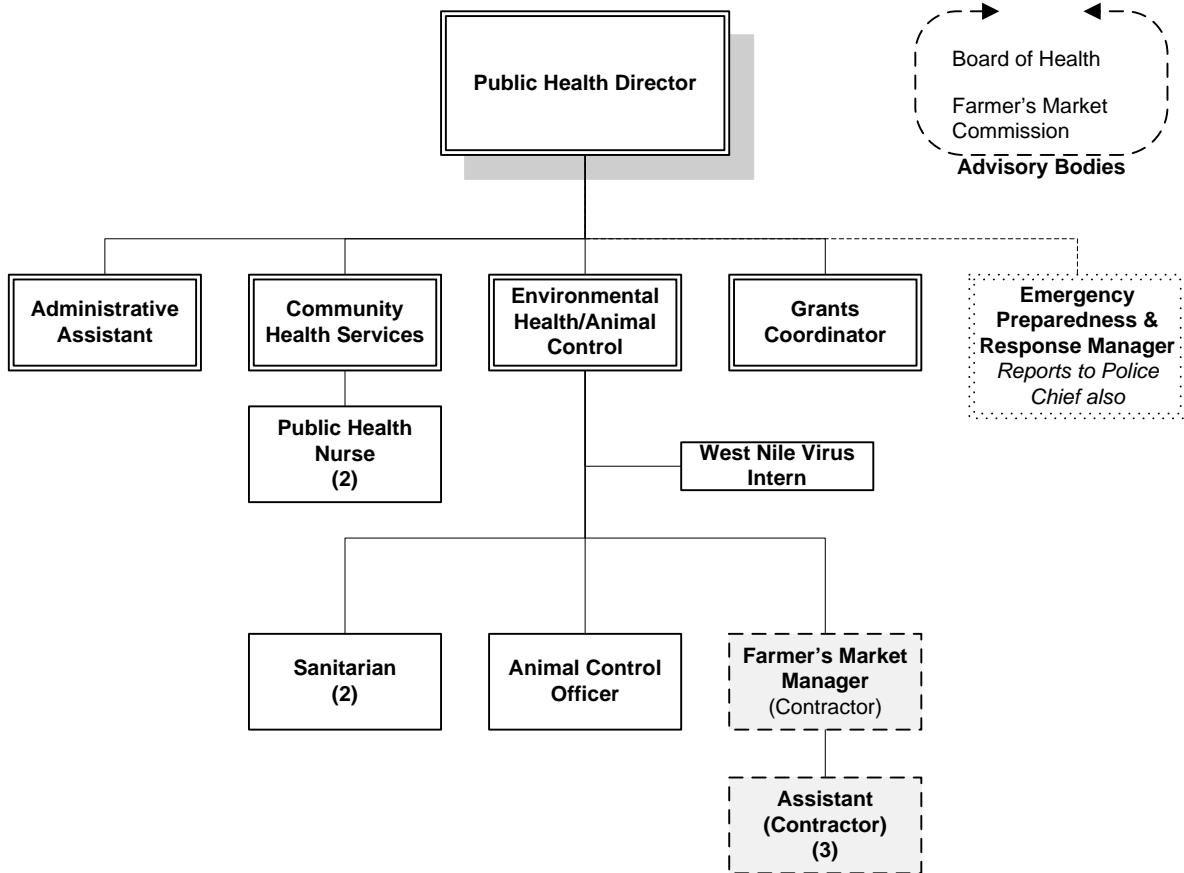 Public Health Director
Board of Health
Farmer's Market
Commission
Advisory Bodies
Administrative
Assistant
Community
Health Services
Environmental
Health/Animal
Control
Grants
Coordinator
Emergency
Preparedness &
Response Manager
Reports to Police
Chief also
Public Health
Nurse
(2)
West Nile Virus
Intern
Sanitarian
(2)
Animal Control
Officer
Farmer's Market
Manager
(Contractor)
Assistant
(Contractor)
(3)